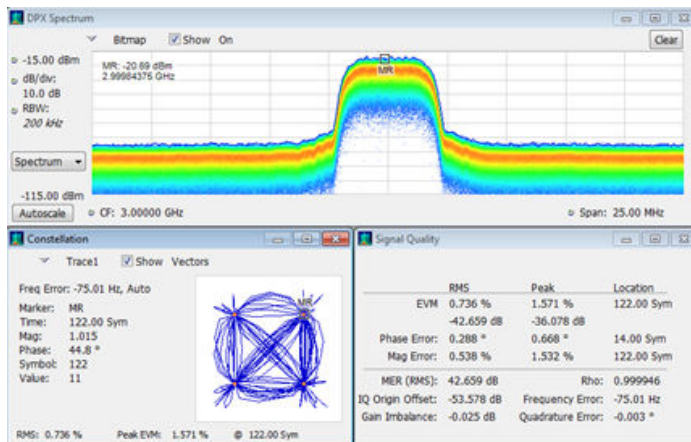 DPX Spectrum
Bitmap Show On Clear
-15.00 dBm
dB/div:
10.0 dB
RBW:
200 kHz
MR: -20.69 dBm
2.99984375 GHz
MR
Spectrum
-115.00 dBm
Autoscale CF: 3.00000 GHz Span: 25.00 MHz
Constellation
Trace1 Show Vectors
Freq Error: -75.01 Hz, Auto
Marker: MR
Time: 122.00 Sym
Mag: 1.015
Phase: 44.8 °
Symbol: 122
Value: 11
MR
RMS: 0.736 % Peak EVM: 1.571 % @ 122.00 Sym
Signal Quality
RMS Peak Location
EVM 0.736 % 1.571 % 122.00 Sym
-42.659 dB -36.078 dB
Phase Error: 0.288 ° 0.668 ° 14.00 Sym
Mag Error: 0.538 % 1.532 % 122.00 Sym
MER (RMS): 42.659 dB Rho: 0.999946
IQ Origin Offset: -53.578 dB Frequency Error: -75.01 Hz
Gain Imbalance: -0.025 dB Quadrature Error: -0.003 °